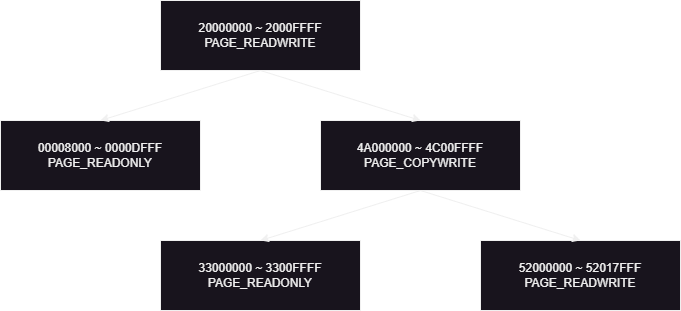 20000000 ~ 2000FFFF
PAGE_READWRITE
00008000 ~ 0000DFFF
PAGE_READONLY
4A000000 ~ 4C00FFFF
PAGE_COPYWRITE
33000000 ~ 3300FFFF
PAGE_READONLY
52000000 ~ 52017FFF
PAGE_READWRITE